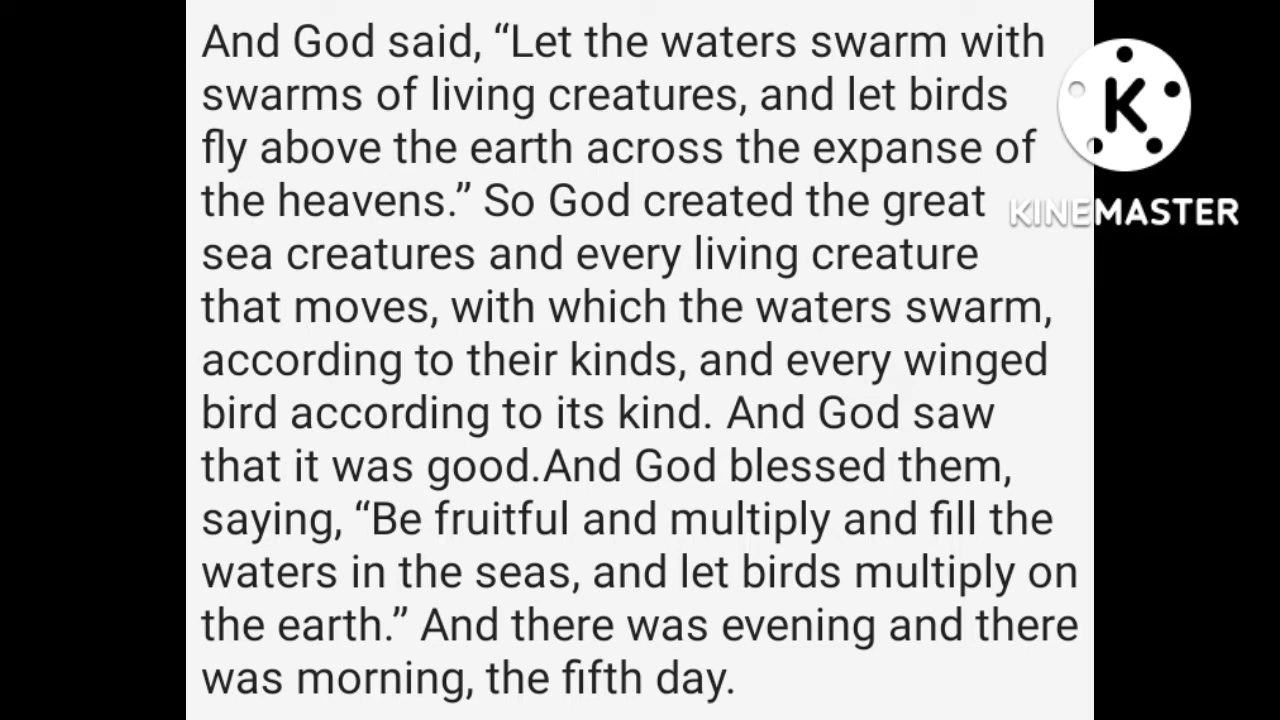 And God said, “Let the waters swarm with
swarms of living creatures, and let birds
fly above the earth across the expanse of
the heavens.” So God created the great
sea creatures and every living creature
that moves, with which the waters swarm,
according to their kinds, and every winged
bird according to its kind. And God saw
that it was good.And God blessed them,
saying, “Be fruitful and multiply and fill the
waters in the seas, and let birds multiply on
the earth.” And there was evening and there
was morning, the fifth day.
K
KINEMASTER